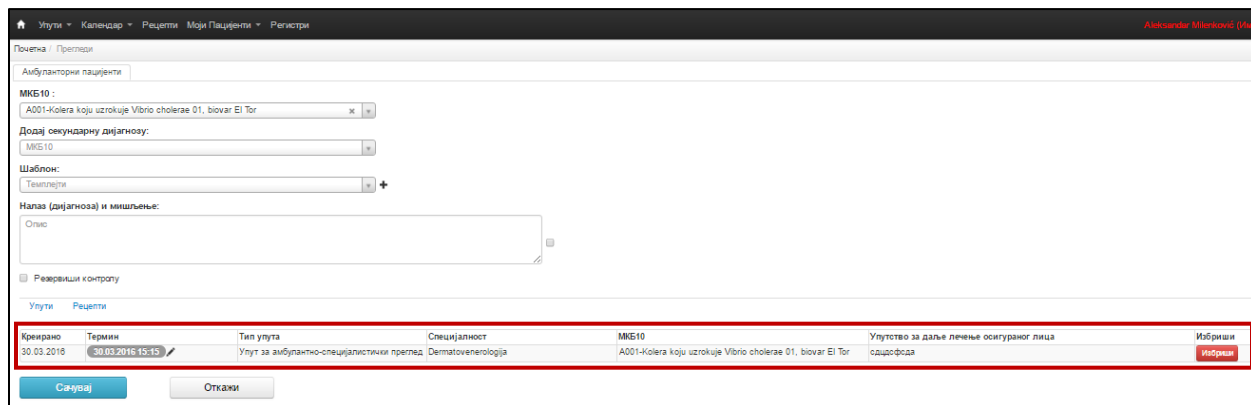 Упути Календар Рецепти Моји Пацијенти Регистри Aleksandar Milenković
Почетна / Прегледи
Амбулантории пацијенти
МКБ10 :
A001-Kolera koju uzrokuje Vibrio cholerae 01, biovar El Tor
Додај секундарну дијагнозу:
МКБ10
Шаблон:
Темплејти
Налаз (дијагноза) и мишљење:
Опис
Резервиши контролу
Упути Рецепти
Креирано Термин Тип упута Специјалност МКБ10 Упутство за даље лечење осигураног лица Избриши
30.03.2016 30.03.2016 15:15 Упут за амбулантно-специјалистички преглед Dermatovenerologija A001-Kolera koju uzrokuje Vibrio cholerae 01, biovar El Tor сдцдсфсда Избриши
Сачувај Откажи